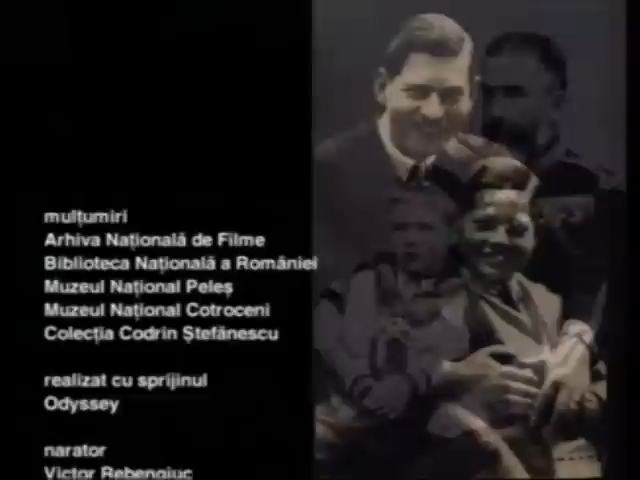 mulțumiri
Arhiva Națională de Filme
Biblioteca Națională a României
Muzeul Național Peleș
Muzeul Național Cotroceni
Colecția Codrin Ștefănescu
realizat cu sprijinul
Odyssey
narator
Victor Rebengiuc